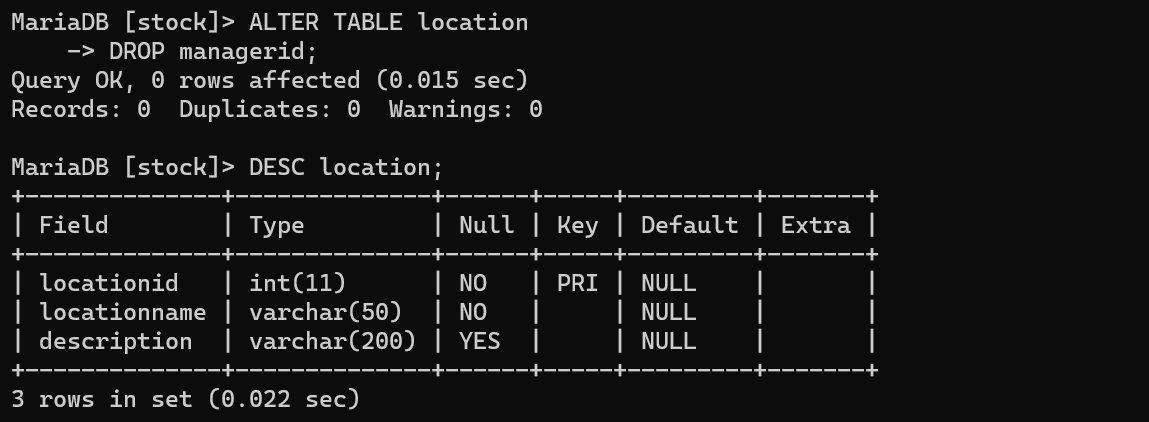 MariaDB [stock]> ALTER TABLE location
    -> DROP managerid;
Query OK, 0 rows affected (0.015 sec)
Records: 0  Duplicates: 0  Warnings: 0

MariaDB [stock]> DESC location;
+--------------+--------------+------+-----+---------+-------+
| Field        | Type         | Null | Key | Default | Extra |
+--------------+--------------+------+-----+---------+-------+
| locationid   | int(11)      | NO   | PRI | NULL    |       |
| locationname | varchar(50)  | NO   |     | NULL    |       |
| description  | varchar(200) | YES  |     | NULL    |       |
+--------------+--------------+------+-----+---------+-------+
3 rows in set (0.022 sec)